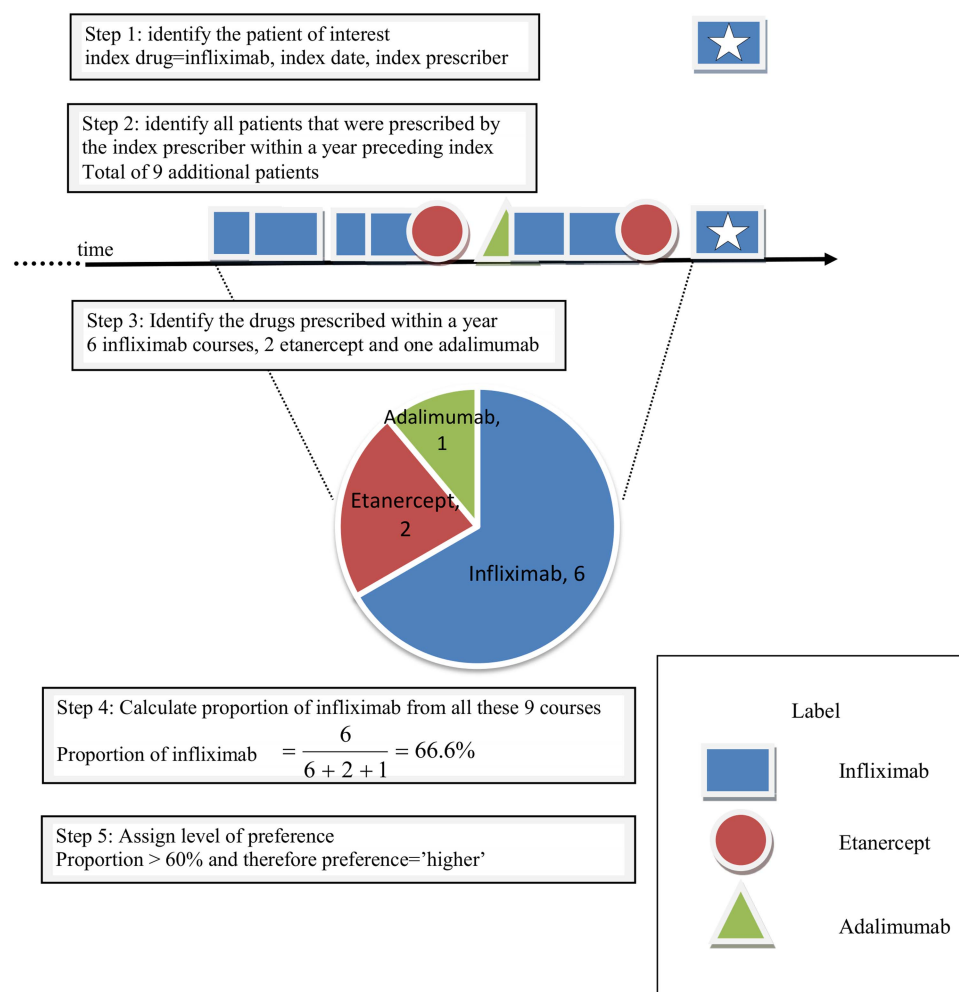 Step 1: identify the patient of interest
index drug=infliximab, index date, index prescriber
Step 2: identify all patients that were prescribed by
the index prescriber within a year preceding index
Total of 9 additional patients
time
Step 3: Identify the drugs prescribed within a year
6 infliximab courses, 2 etanercept and one adalimumab
Adalimumab,
1
Etanercept,
2
Infliximab, 6
Step 4: Calculate proportion of infliximab from all these 9 courses
Proportion of infliximab = 6 / 6 + 2 + 1 = 66.6%
Step 5: Assign level of preference
Proportion > 60% and therefore preference=’higher’
Label
Infliximab
Etanercept
Adalimumab